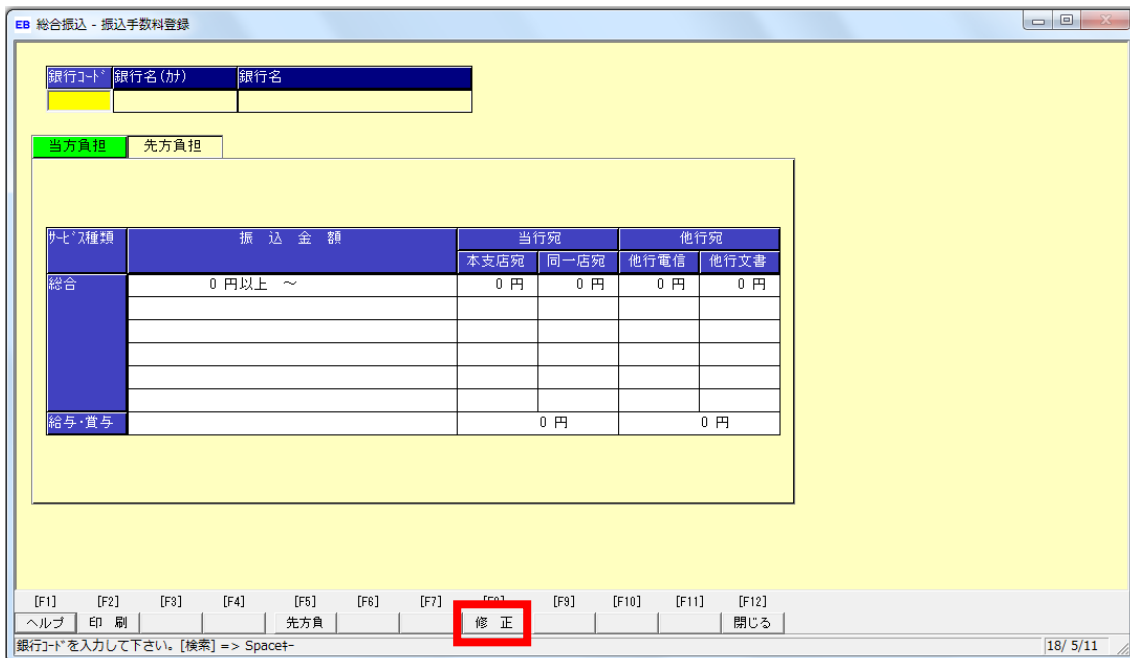 EB 総合振込 - 振込手数料登録
銀行ｺｰﾄﾞ 銀行名(ｶﾅ) 銀行名
当方負担 先方負担
ｻｰﾋﾞｽ種類 振 込 金 額 当行宛 他行宛
本支店宛 同一店宛 他行電信 他行文書
総合 0 円以上 ～ 0 円 0 円 0 円 0 円
給与・賞与 0 円 0 円
[F1] [F2] [F3] [F4] [F5] [F6] [F7] [F9] [F10] [F11] [F12]
ヘルプ 印 刷 先方負 修 正 閉じる
銀行ｺｰﾄﾞを入力して下さい。[検索] => Spaceｷｰ 18/ 5/11